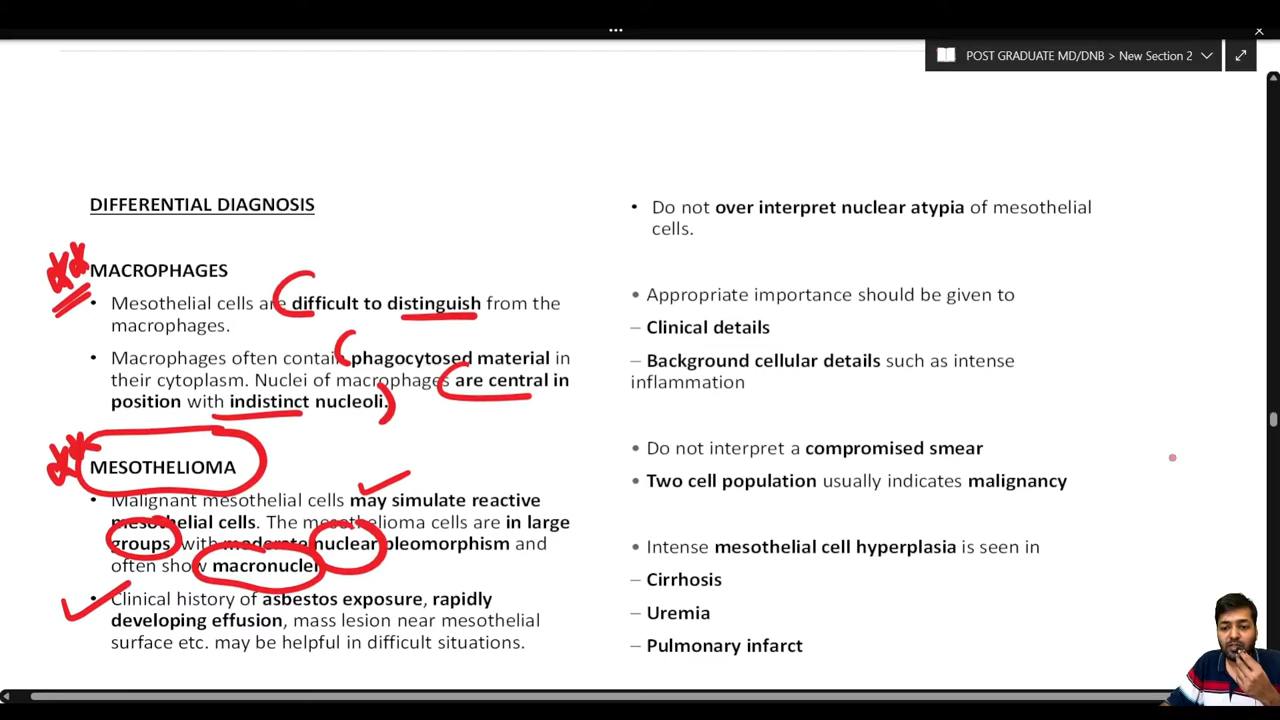 POST GRADUATE MD/DNB > New Section 2
DIFFERENTIAL DIAGNOSIS
MACROPHAGES
• Mesothelial cells are difficult to distinguish from the
macrophages.
• Macrophages often contain phagocytosed material in
their cytoplasm. Nuclei of macrophages are central in
position with indistinct nucleoli.
MESOTHELIOMA
• Malignant mesothelial cells may simulate reactive
mesothelial cells. The mesothelioma cells are in large
groups with moderate nuclear pleomorphism and
often show macronuclei
• Clinical history of asbestos exposure, rapidly
developing effusion, mass lesion near mesothelial
surface etc. may be helpful in difficult situations.
• Do not over interpret nuclear atypia of mesothelial
cells.
• Appropriate importance should be given to
– Clinical details
– Background cellular details such as intense
inflammation
• Do not interpret a compromised smear
• Two cell population usually indicates malignancy
• Intense mesothelial cell hyperplasia is seen in
– Cirrhosis
– Uremia
– Pulmonary infarct